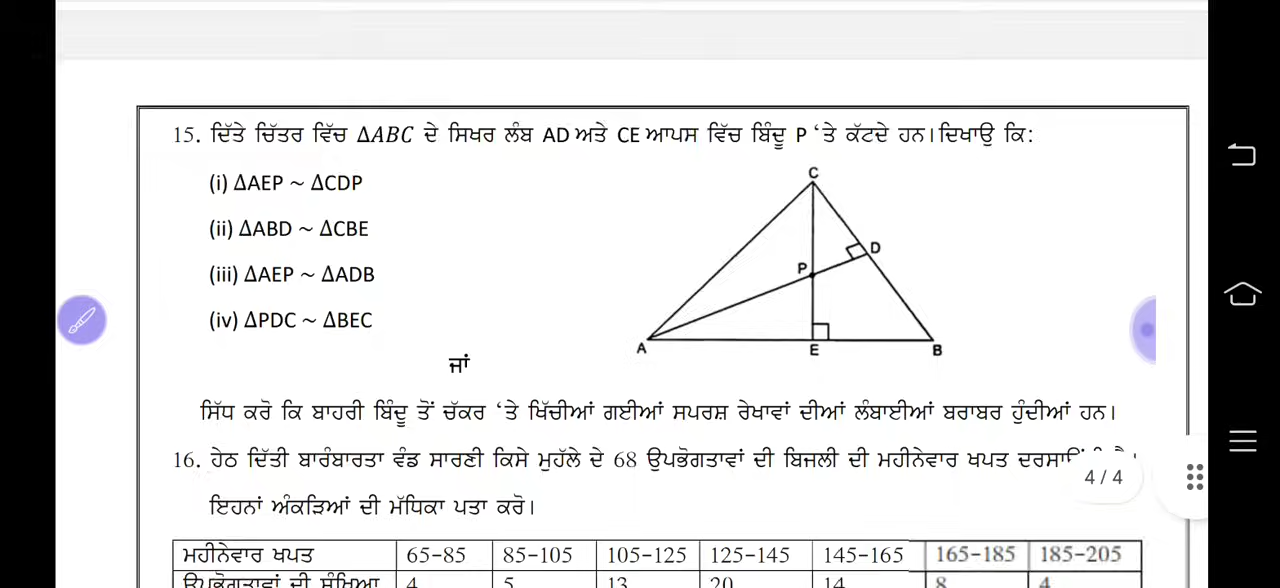 15. ਦਿੱਤੇ ਚਿੱਤਰ ਵਿੱਚ ΔABC ਦੇ ਸਿਖਰ ਲੰਬ AD ਅਤੇ CE ਆਪਸ ਵਿੱਚ ਬਿੰਦੂ P ‘ਤੇ ਕੱਟਦੇ ਹਨ। ਦਿਖਾਉ ਕਿ:
(i) ΔAEP ~ ΔCDP
(ii) ΔABD ~ ΔCBE
(iii) ΔAEP ~ ΔADB
(iv) ΔPDC ~ ΔBEC
C
D
P
A
E
B
ਜਾਂ
ਸਿੱਧ ਕਰੋ ਕਿ ਬਾਹਰੀ ਬਿੰਦੂ ਤੋਂ ਚੱਕਰ ‘ਤੇ ਖਿੱਚੀਆਂ ਗਈਆਂ ਸਪਰਸ਼ ਰੇਖਾਵਾਂ ਦੀਆਂ ਲੰਬਾਈਆਂ ਬਰਾਬਰ ਹੁੰਦੀਆਂ ਹਨ।
16. ਹੇਠ ਦਿੱਤੀ ਬਾਰੰਬਾਰਤਾ ਵੰਡ ਸਾਰਣੀ ਕਿਸੇ ਮੁਹੱਲੇ ਦੇ 68 ਉਪਭੋਗਤਾਵਾਂ ਦੀ ਬਿਜਲੀ ਦੀ ਮਹੀਨੇਵਾਰ ਖਪਤ
4 / 4
ਇਹਨਾਂ ਅੰਕੜਿਆਂ ਦੀ ਮੱਧਿਕਾ ਪਤਾ ਕਰੋ।
ਮਹੀਨੇਵਾਰ ਖਪਤ 65-85 85-105 105-125 125-145 145-165 165-185 185-205
ਉਪਭੋਗਤਾਵਾਂ ਦੀ ਸੰਖਿਆ 4 5 13 20 14 8 4